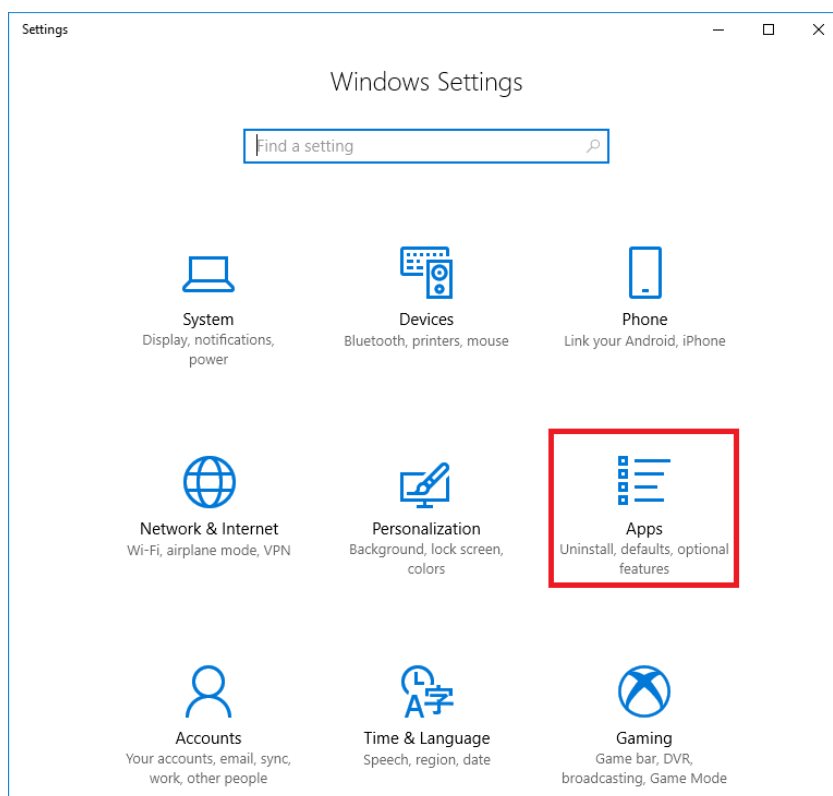 Settings
Windows Settings
Find a setting
System
Display, notifications,
power
Devices
Bluetooth, printers, mouse
Phone
Link your Android, iPhone
Network & Internet
Wi-Fi, airplane mode, VPN
Personalization
Background, lock screen,
colors
Apps
Uninstall, defaults, optional
features
Accounts
Your accounts, email, sync,
work, other people
A字
Time & Language
Speech, region, date
Gaming
Game bar, DVR,
broadcasting, Game Mode